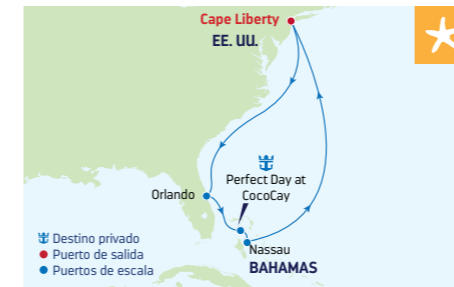 Cape Liberty
EE. UU.
Perfect Day at
CocoCay
Orlando
Nassau
BAHAMAS
Destino privado
Puerto de salida
Puertos de escala